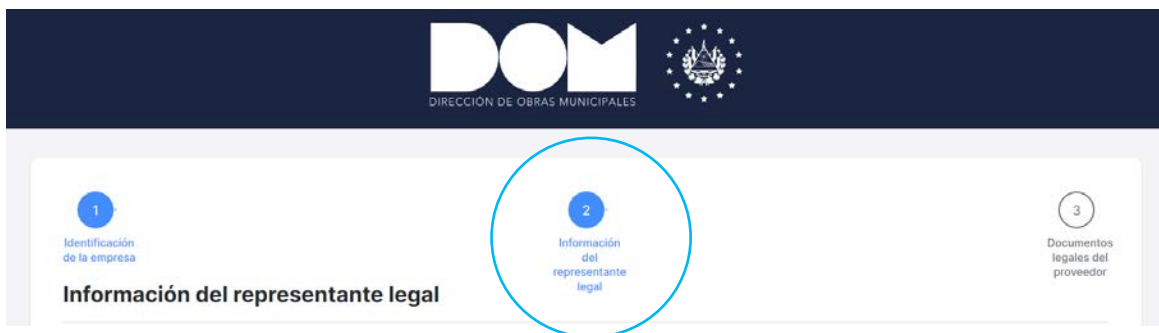 DOM
DIRECCIÓN DE OBRAS MUNICIPALES
1
Identificación
de la empresa
2
Información
del
representante
legal
3
Documentos
legales del
proveedor
Información del representante legal